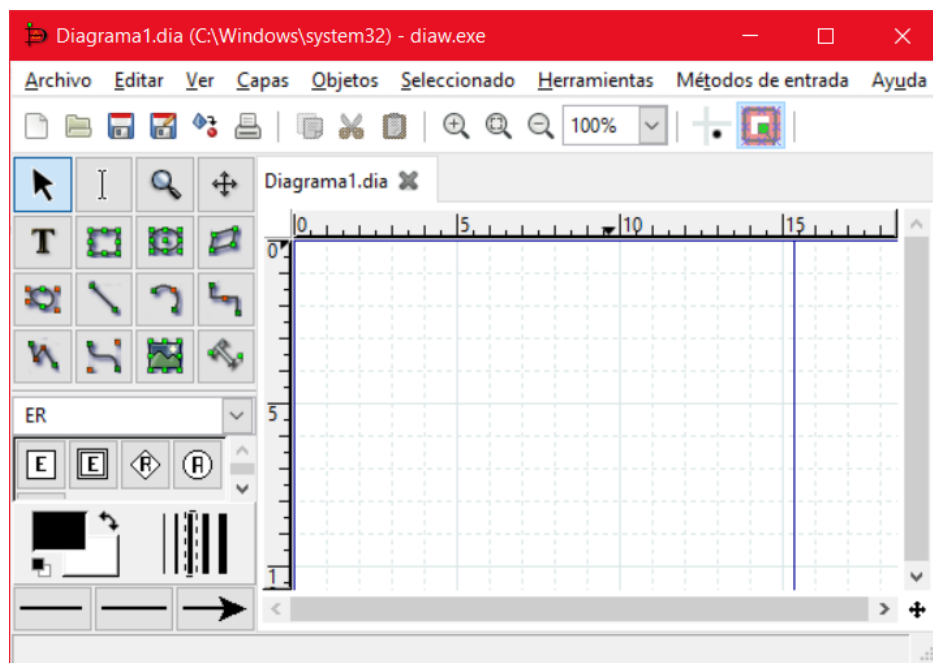 Diagrama1.dia (C:\Windows\system32) - diaw.exe
Archivo Editar Ver Capas Objetos Seleccionado Herramientas Métodos de entrada Ayuda
100%
Diagrama1.dia
0 5 10 15
T
0
ER
5
E E R A
1